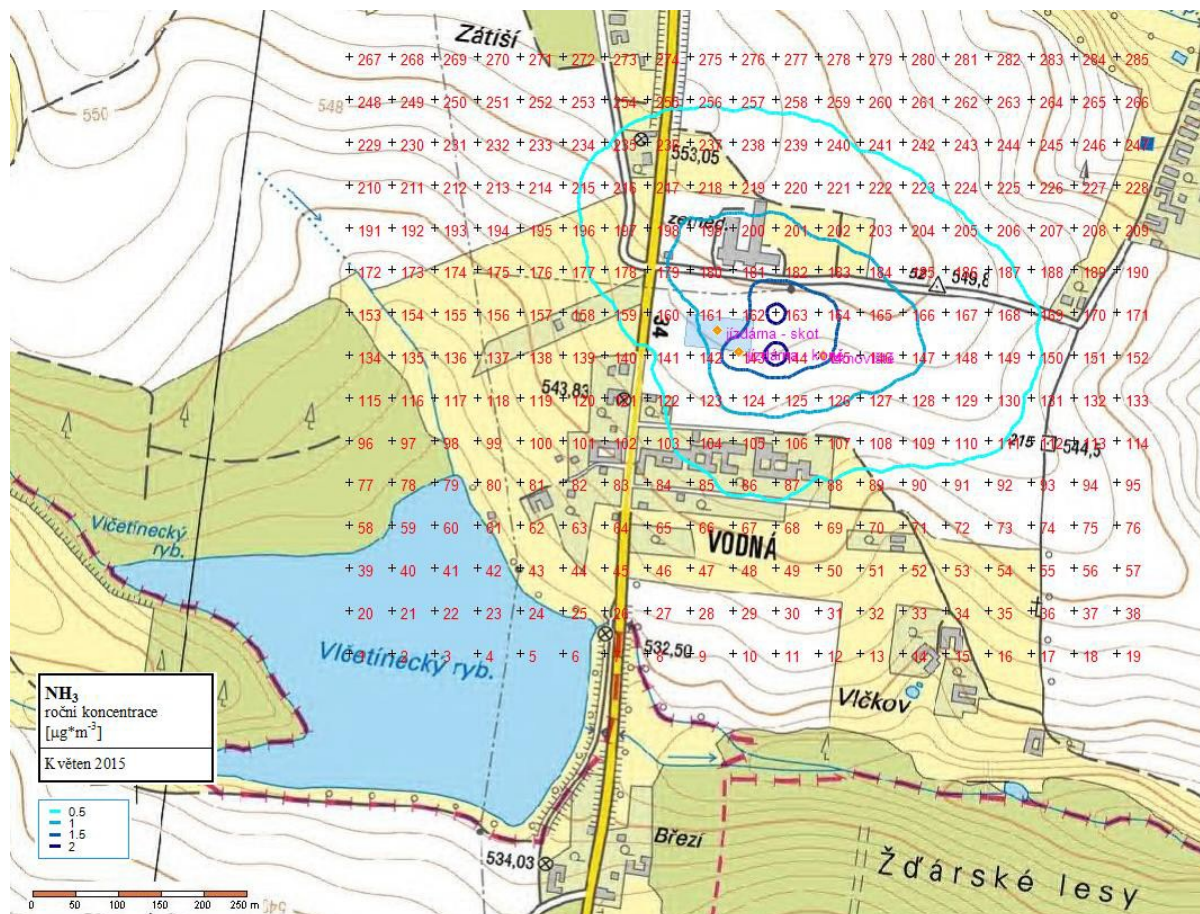 Zátiší
267 268 269 270 271 272 273 274 275 276 277 278 279 280 281 282 283 284 285
550
548
248 249 250 251 252 253 254 255 256 257 258 259 260 261 262 263 264 265 266
229 230 231 232 233 234 235 236 237 238 239 240 241 242 243 244 245 246 247
553,05
210 211 212 213 214 215 216 217 218 219 220 221 222 223 224 225 226 227 228
zeměd.
191 192 193 194 195 196 197 198 199 200 201 202 203 204 205 206 207 208 209
172 173 174 175 176 177 178 179 180 181 182 183 184 185 186 187 188 189 190
549,8
153 154 155 156 157 158 159 160 161 162 163 164 165 166 167 168 169 170 171
34
jízdárna - skot
134 135 136 137 138 139 140 141 142 143 144 145 146 147 148 149 150 151 152
543,83
115 116 117 118 119 120 121 122 123 124 125 126 127 128 129 130 131 132 133
96 97 98 99 100 101 102 103 104 105 106 107 108 109 110 111 112 113 114
215
544,5
77 78 79 80 81 82 83 84 85 86 87 88 89 90 91 92 93 94 95
Vičetínecký
ryb.
58 59 60 61 62 63 64 65 66 67 68 69 70 71 72 73 74 75 76
VODNÁ
39 40 41 42 43 44 45 46 47 48 49 50 51 52 53 54 55 56 57
20 21 22 23 24 25 26 27 28 29 30 31 32 33 34 35 36 37 38
532,50
2 3 4 5 6 8 9 10 11 12 13 14 15 16 17 18 19
Vlčetínecký ryb.
Vlčkov
NH₃
roční koncentrace
[µg*m⁻³]
Květen 2015
0.5
1
1.5
2
Březí
534,03
Žďárské lesy
0 50 100 150 200 250 m
540